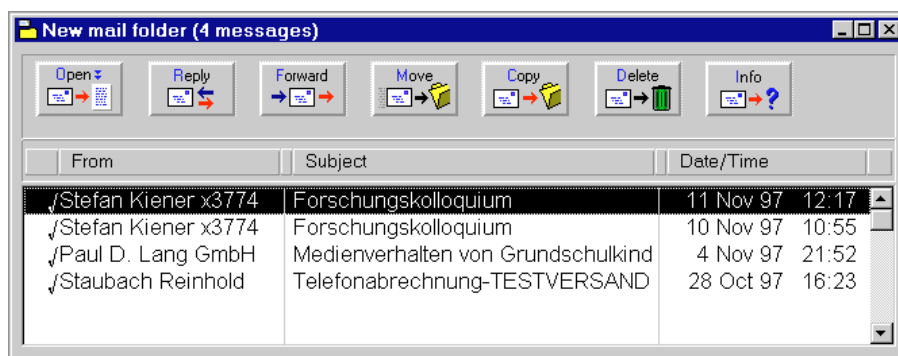 New mail folder (4 messages)
Open Reply Forward Move Copy Delete Info
From Subject Date/Time
Stefan Kiener x3774 Forschungskolloquium 11 Nov 97 12:17
Stefan Kiener x3774 Forschungskolloquium 10 Nov 97 10:55
Paul D. Lang GmbH Medienverhalten von Grundschulkind 4 Nov 97 21:52
Staubach Reinhold Telefonabrechnung-TESTVERSAND 28 Oct 97 16:23